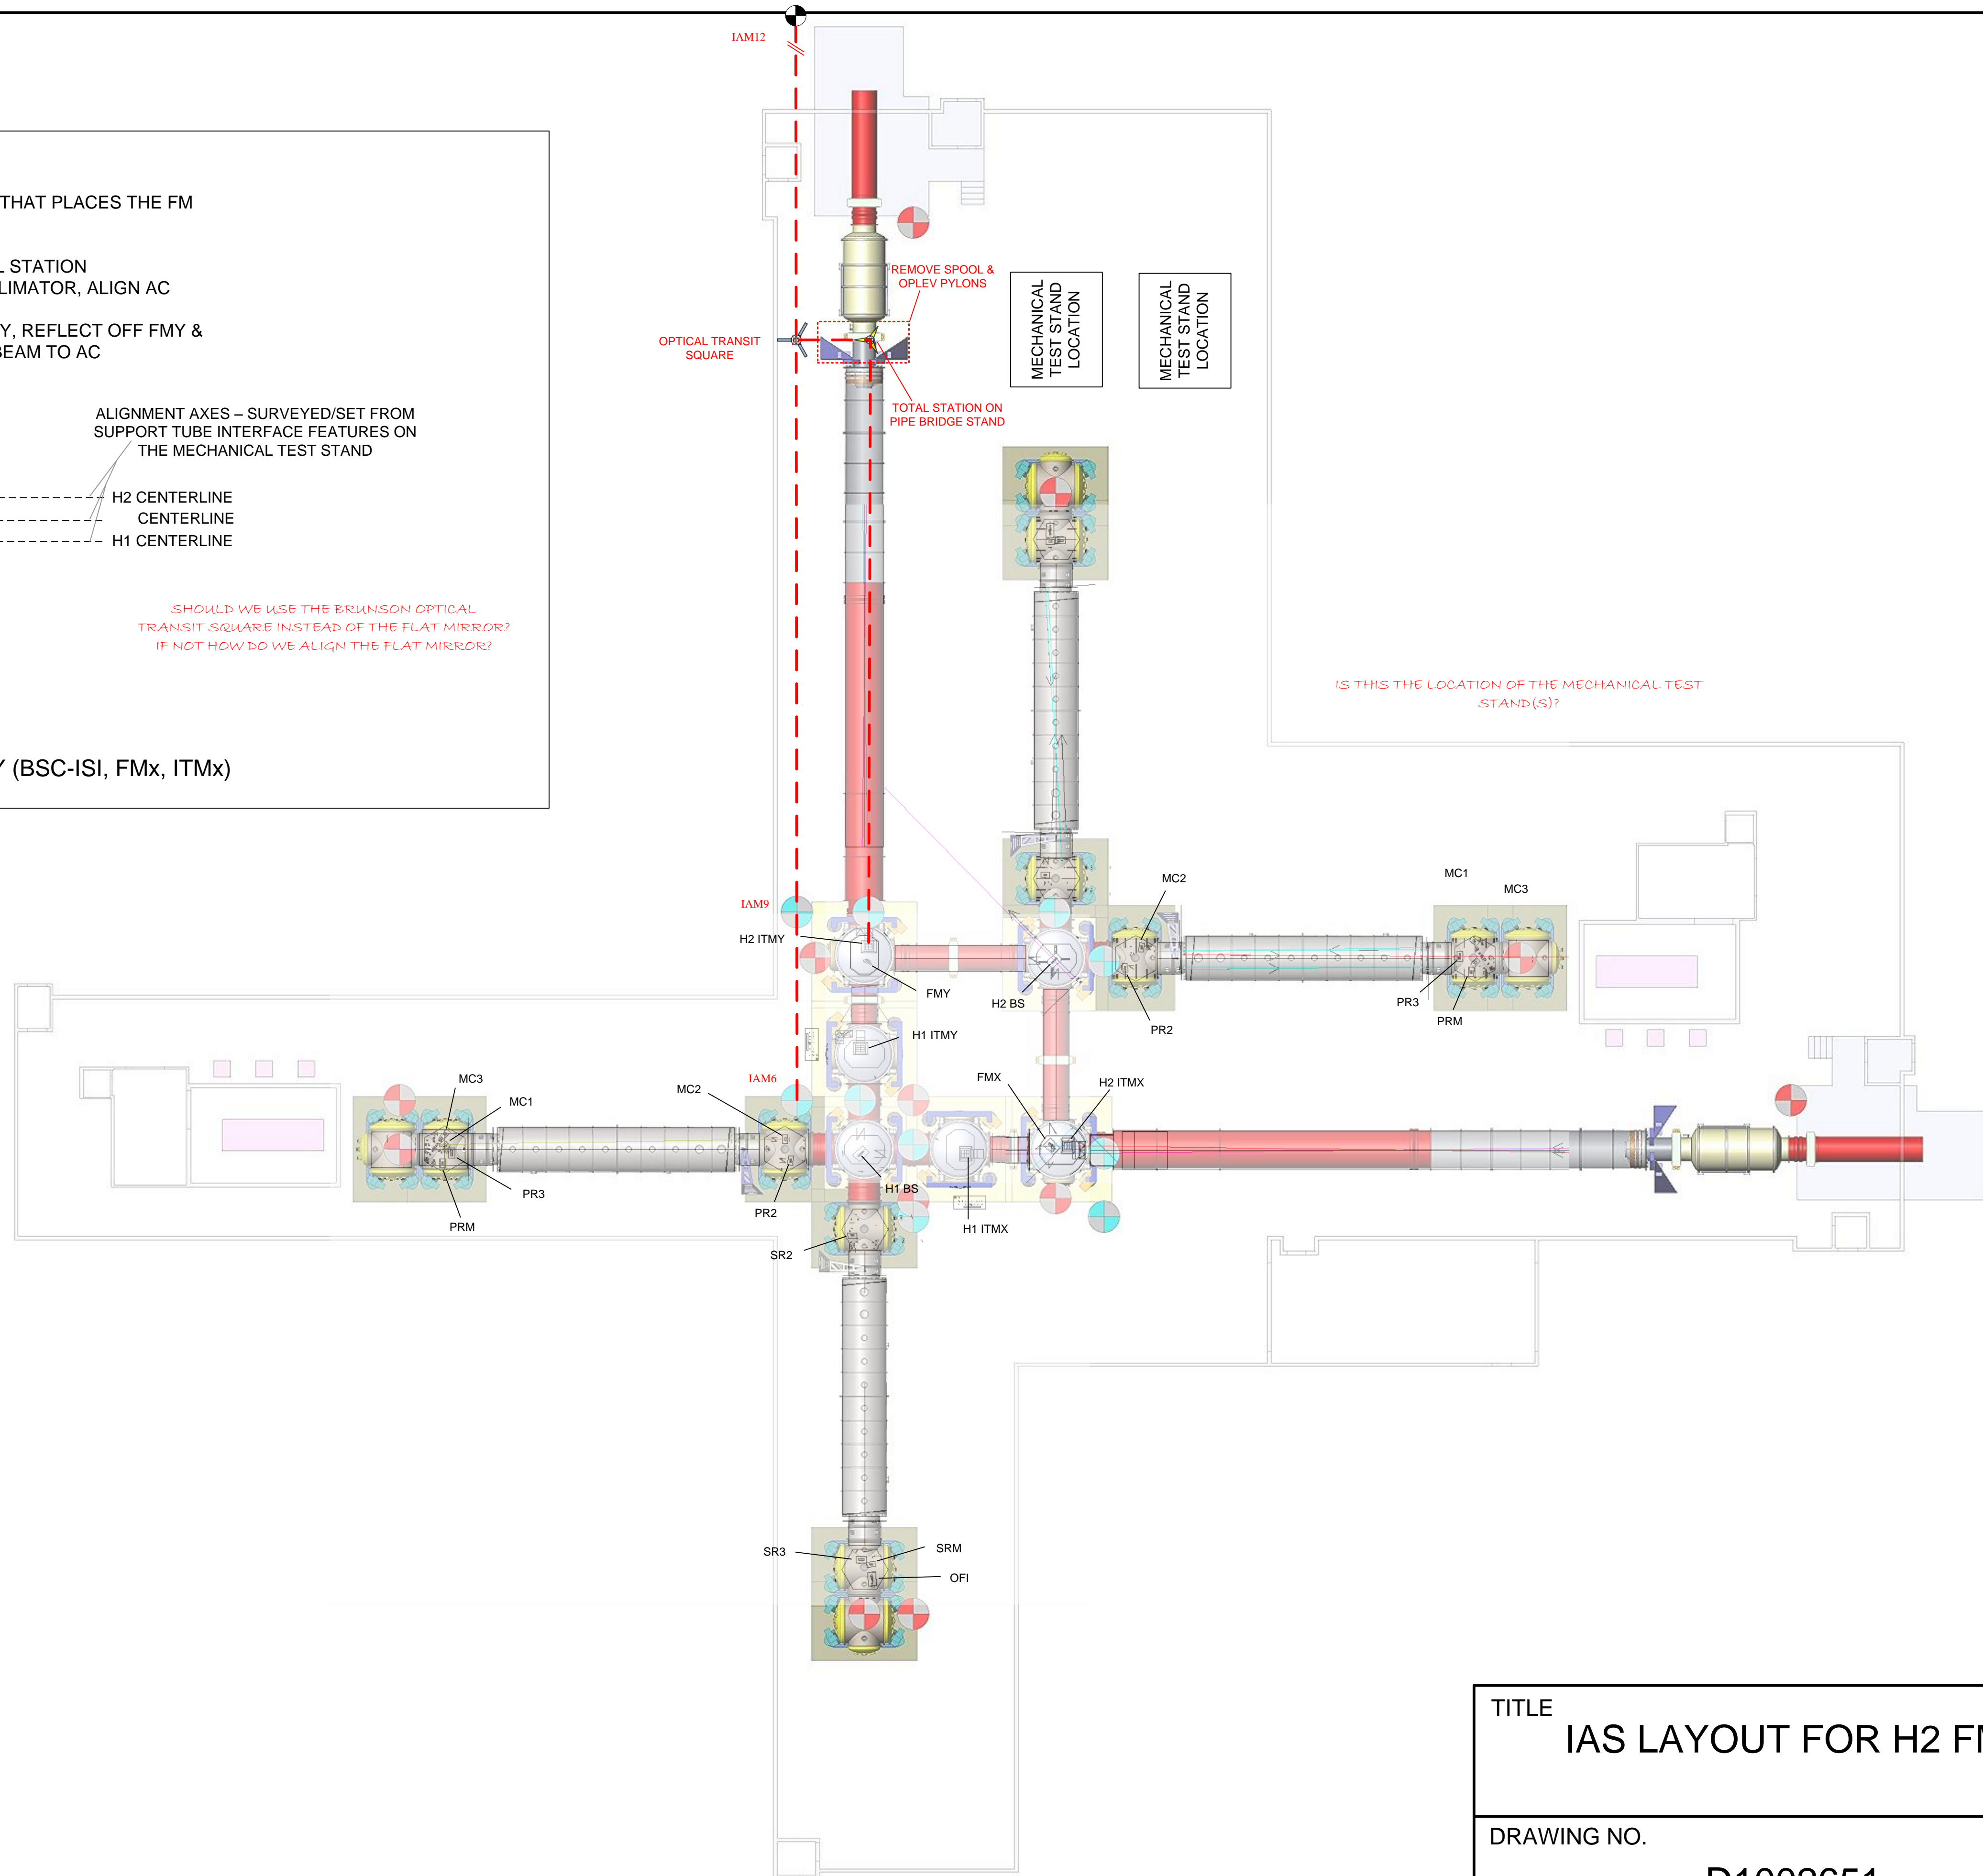 IAM12
THAT PLACES THE FM
L STATION
LIMATOR, ALIGN AC
Y, REFLECT OFF FMY &
BEAM TO AC
ALIGNMENT AXES – SURVEYED/SET FROM
SUPPORT TUBE INTERFACE FEATURES ON
THE MECHANICAL TEST STAND
H2 CENTERLINE
CENTERLINE
H1 CENTERLINE
SHOULD WE USE THE BRUNSON OPTICAL
TRANSIT SQUARE INSTEAD OF THE FLAT MIRROR?
IF NOT HOW DO WE ALIGN THE FLAT MIRROR?
Y (BSC-ISI, FMx, ITMx)
REMOVE SPOOL &
OPLEV PYLONS
OPTICAL TRANSIT
SQUARE
TOTAL STATION ON
PIPE BRIDGE STAND
MECHANICAL
TEST STAND
LOCATION
MECHANICAL
TEST STAND
LOCATION
IS THIS THE LOCATION OF THE MECHANICAL TEST
STAND(S)?
MC2
MC1
MC3
IAM9
H2 ITMY
FMY
H2 BS
PR2
PR3
PRM
H1 ITMY
IAM6
MC3
MC1
MC2
FMX
H2 ITMX
PR3
PRM
PR2
H1 BS
H1 ITMX
SR2
SR3
SRM
OFI
TITLE
IAS LAYOUT FOR H2 FM
DRAWING NO.